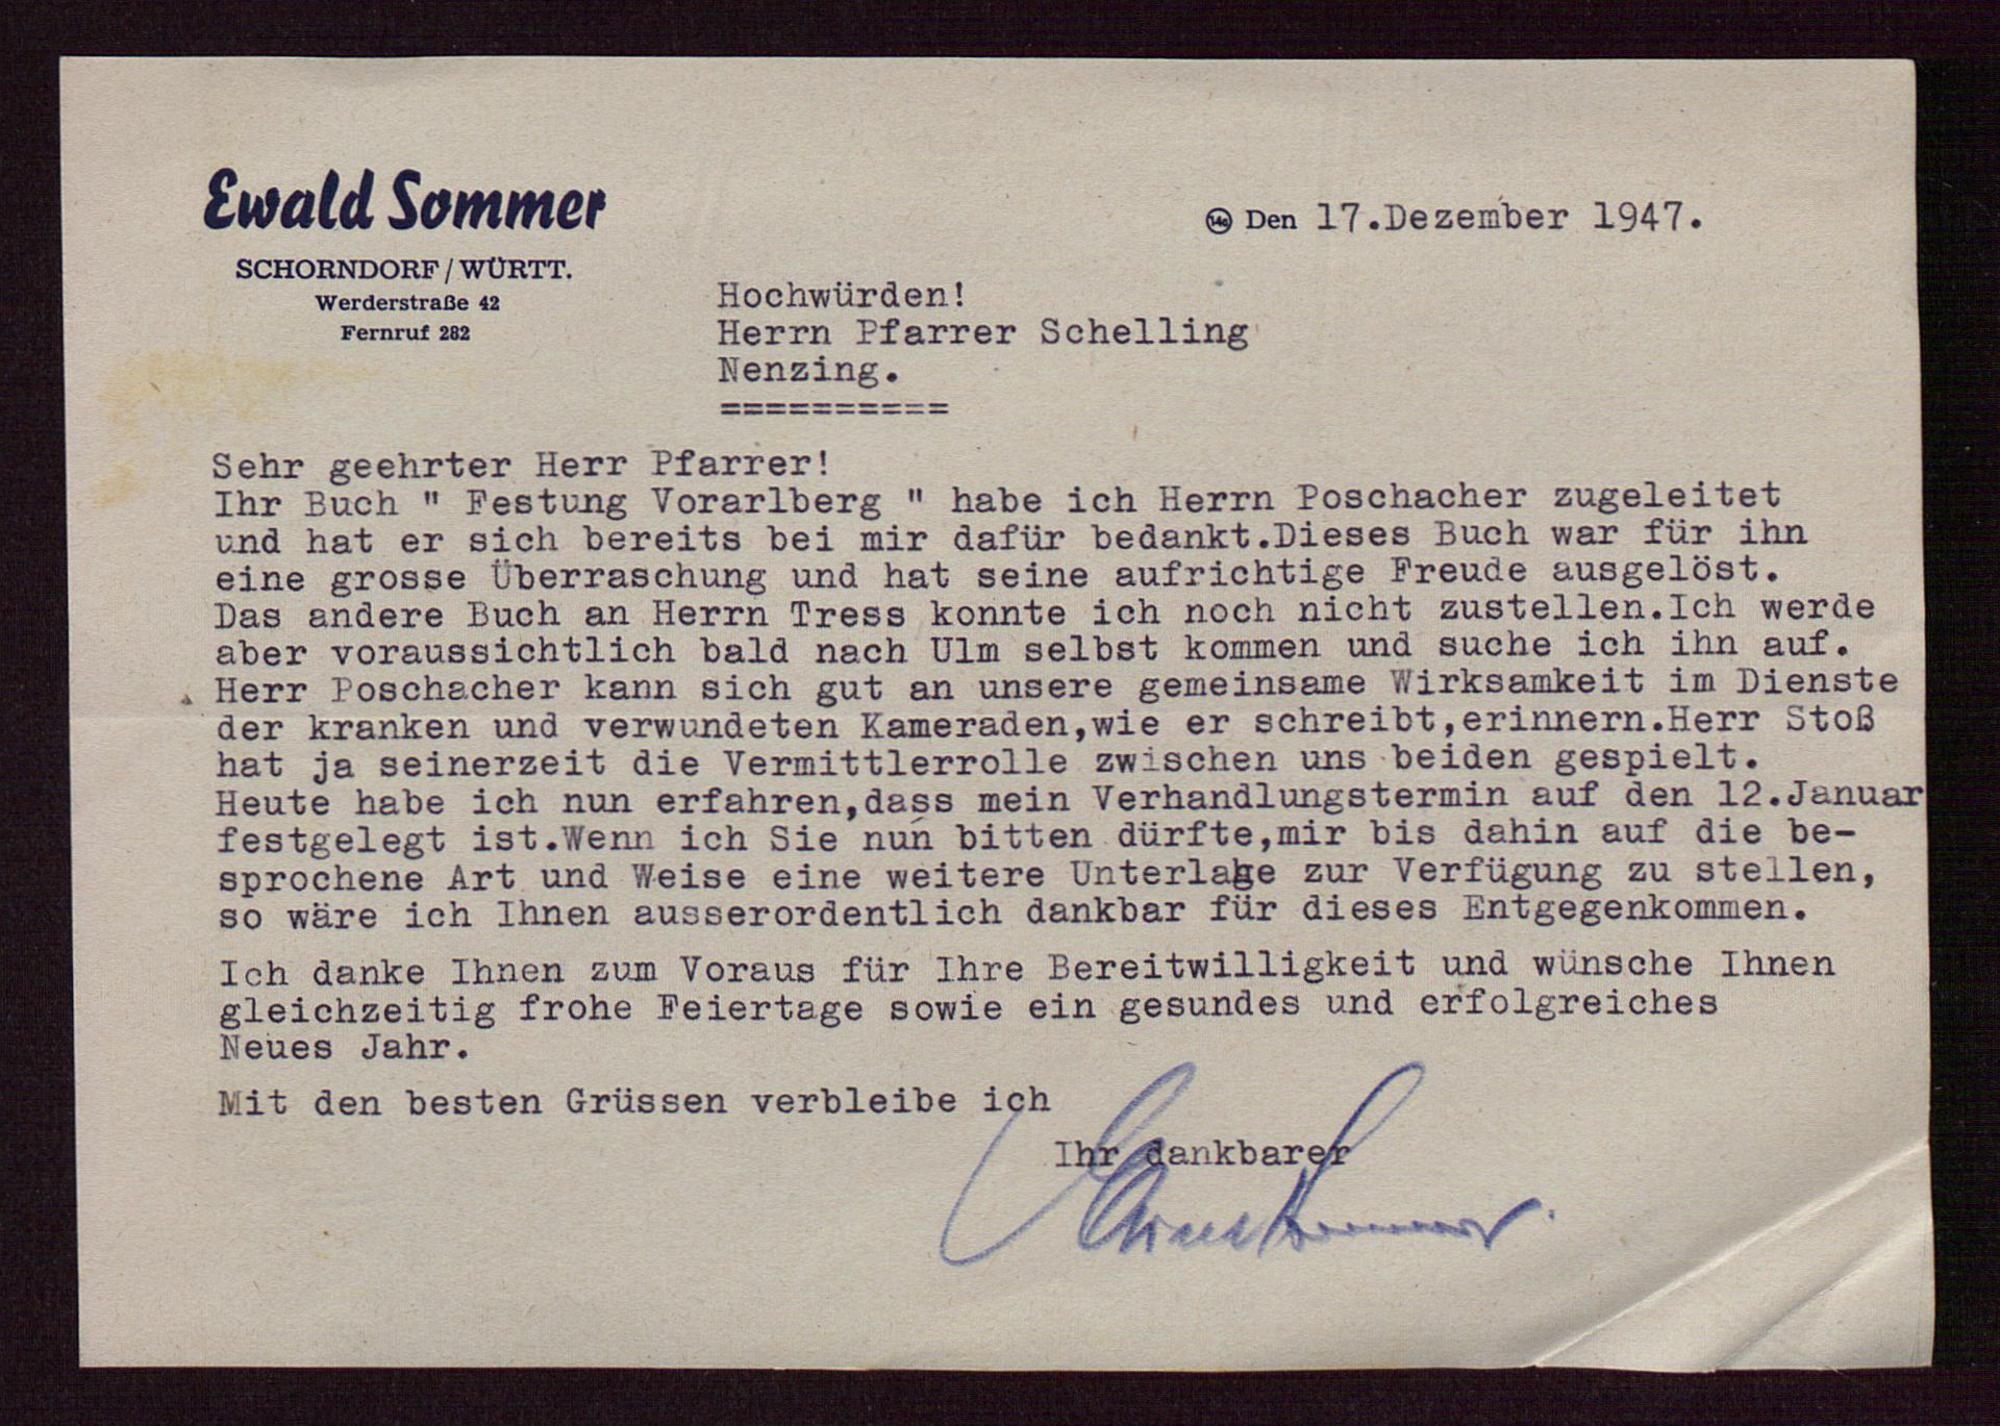 Ewald Sommer
SCHORNDORF / WÜRTT.
Werderstraße 42
Fernruf 282
14a Den 17.Dezember 1947.
Hochwürden!
Herrn Pfarrer Schelling
Nenzing.
==========
Sehr geehrter Herr Pfarrer!
Ihr Buch " Festung Vorarlberg " habe ich Herrn Poschacher zugeleitet
und hat er sich bereits bei mir dafür bedankt.Dieses Buch war für ihn
eine grosse Überraschung und hat seine aufrichtige Freude ausgelöst.
Das andere Buch an Herrn Tress konnte ich noch nicht zustellen.Ich werde
aber voraussichtlich bald nach Ulm selbst kommen und suche ich ihn auf.
Herr Poschacher kann sich gut an unsere gemeinsame Wirksamkeit im Dienste
der kranken und verwundeten Kameraden,wie er schreibt,erinnern.Herr Stoß
hat ja seinerzeit die Vermittlerrolle zwischen uns beiden gespielt.
Heute habe ich nun erfahren,dass mein Verhandlungstermin auf den 12.Januar
festgelegt ist.Wenn ich Sie nun bitten dürfte,mir bis dahin auf die be-
sprochene Art und Weise eine weitere Unterlage zur Verfügung zu stellen,
so wäre ich Ihnen ausserordentlich dankbar für dieses Entgegenkommen.
Ich danke Ihnen zum Voraus für Ihre Bereitwilligkeit und wünsche Ihnen
gleichzeitig frohe Feiertage sowie ein gesundes und erfolgreiches
Neues Jahr.
Mit den besten Grüssen verbleibe ich
Ihr dankbarer
Ewald Sommer.